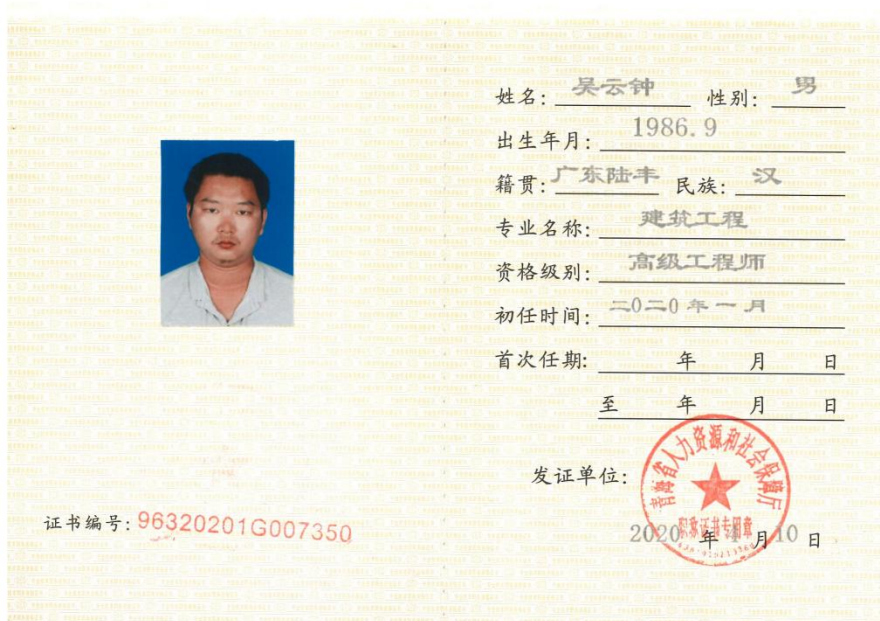 证书编号: 96320201G007350
姓名: 吴云钟 性别: 男
出生年月: 1986.9
籍贯: 广东陆丰 民族: 汉
专业名称: 建筑工程
资格级别: 高级工程师
初任时间: 二0二0年一月
首次任期: 年 月 日
至 年 月 日
发证单位:
青海省人力资源和社会保障厅
职称证书专用章
2020 年 4 月 10 日